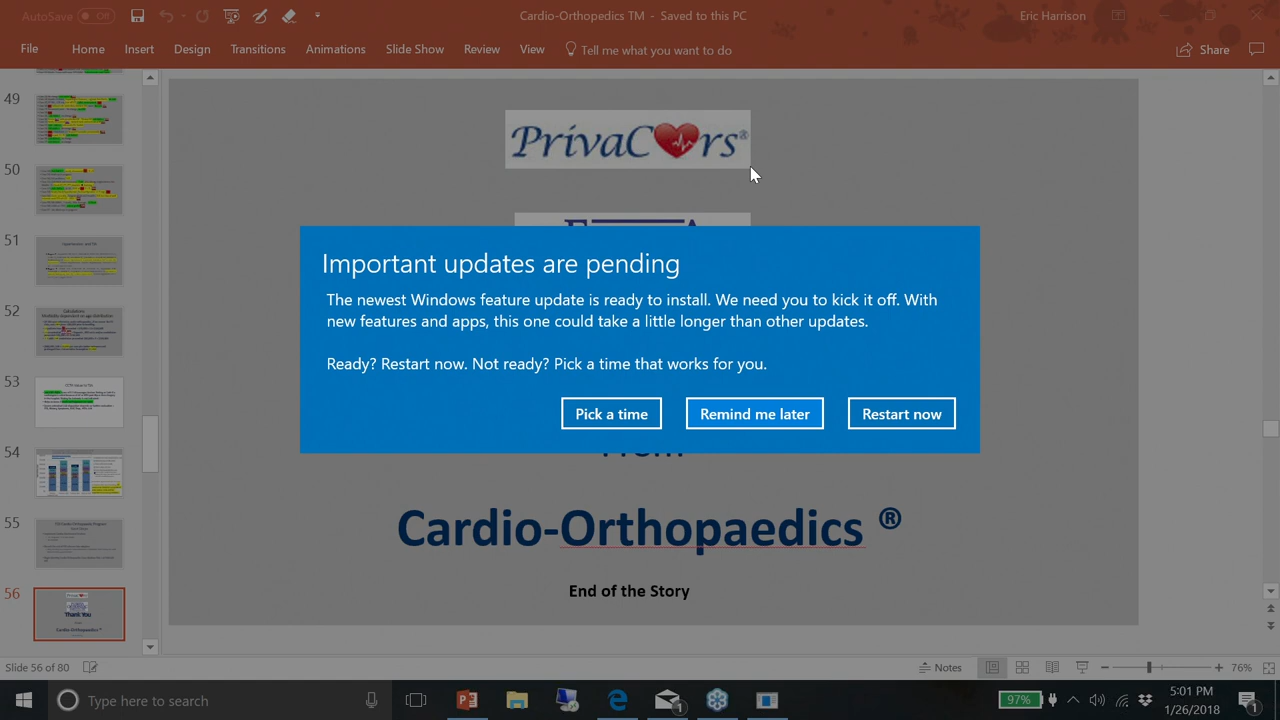 AutoSave Off
Cardio-Orthopedics TM - Saved to this PC
Eric Harrison
File Home Insert Design Transitions Animations Slide Show Review View Tell me what you want to do
Share
49
50
51
52
53
54
55
56
Thank You
PrivaCors®
Important updates are pending
The newest Windows feature update is ready to install. We need you to kick it off. With
new features and apps, this one could take a little longer than other updates.
Ready? Restart now. Not ready? Pick a time that works for you.
Pick a time Remind me later Restart now
From
Cardio-Orthopaedics ®
End of the Story
Slide 56 of 80
Notes
76%
Type here to search
1
97%
5:01 PM
1/26/2018
1